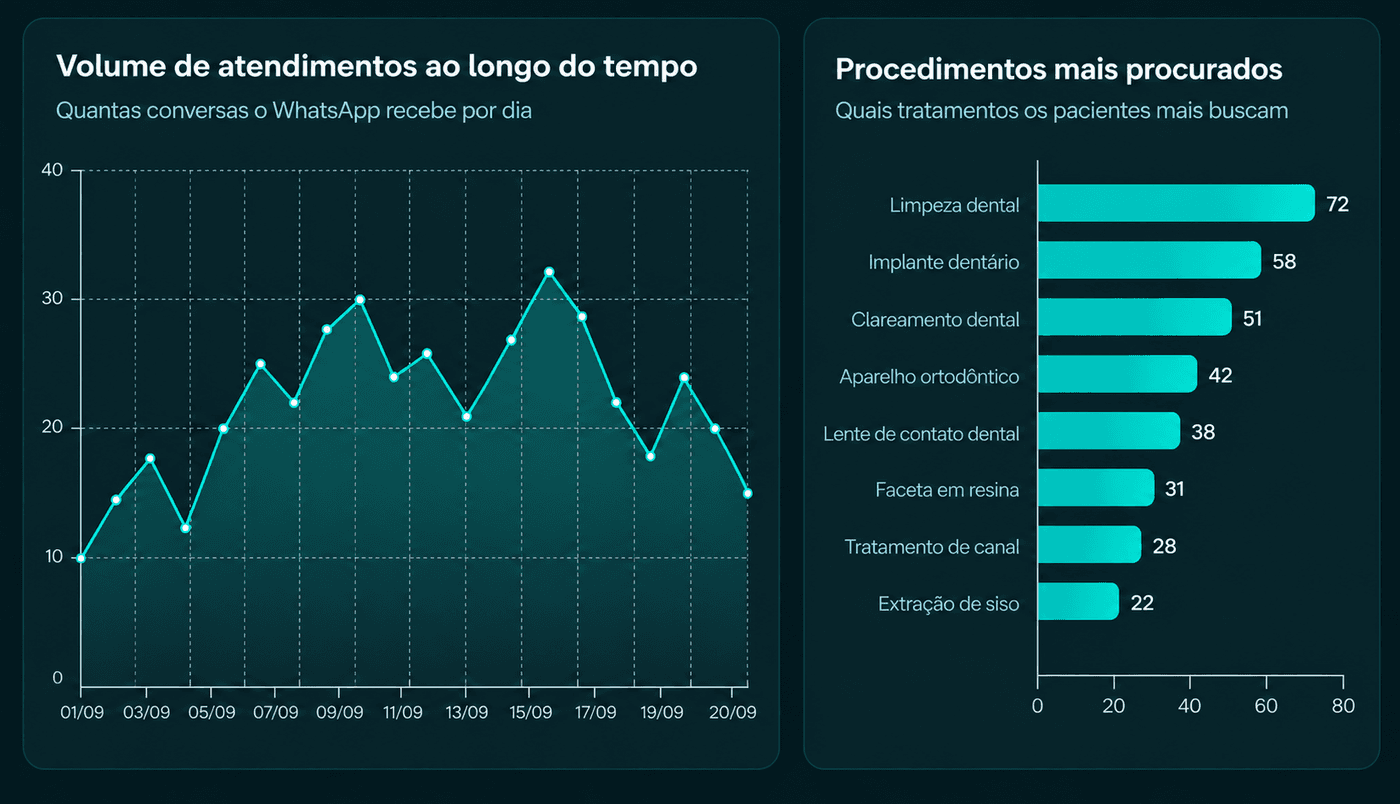 Volume de atendimentos ao longo do tempo
Quantas conversas o WhatsApp recebe por dia
40
30
20
10
0
01/09 03/09 05/09 07/09 09/09 11/09 13/09 15/09 17/09 19/09 20/09
Procedimentos mais procurados
Quais tratamentos os pacientes mais buscam
Limpeza dental 72
Implante dentário 58
Clareamento dental 51
Aparelho ortodôntico 42
Lente de contato dental 38
Faceta em resina 31
Tratamento de canal 28
Extração de siso 22
0 20 40 60 80